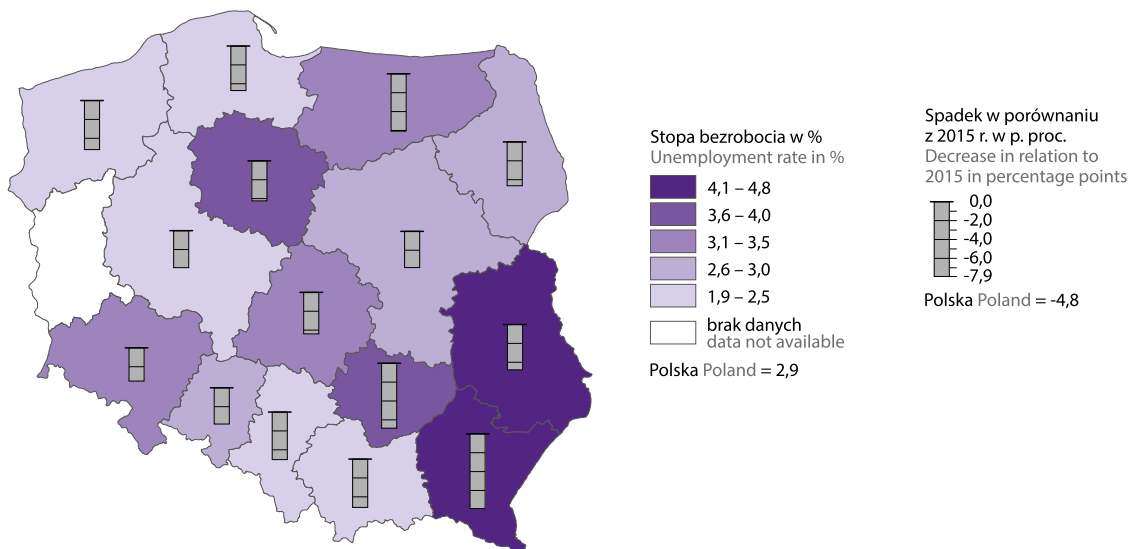 Stopa bezrobocia w %
Unemployment rate in %
4,1 – 4,8
3,6 – 4,0
3,1 – 3,5
2,6 – 3,0
1,9 – 2,5
brak danych
data not available
Polska Poland = 2,9
Spadek w porównaniu
z 2015 r. w p. proc.
Decrease in relation to
2015 in percentage points
0,0
-2,0
-4,0
-6,0
-7,9
Polska Poland = -4,8